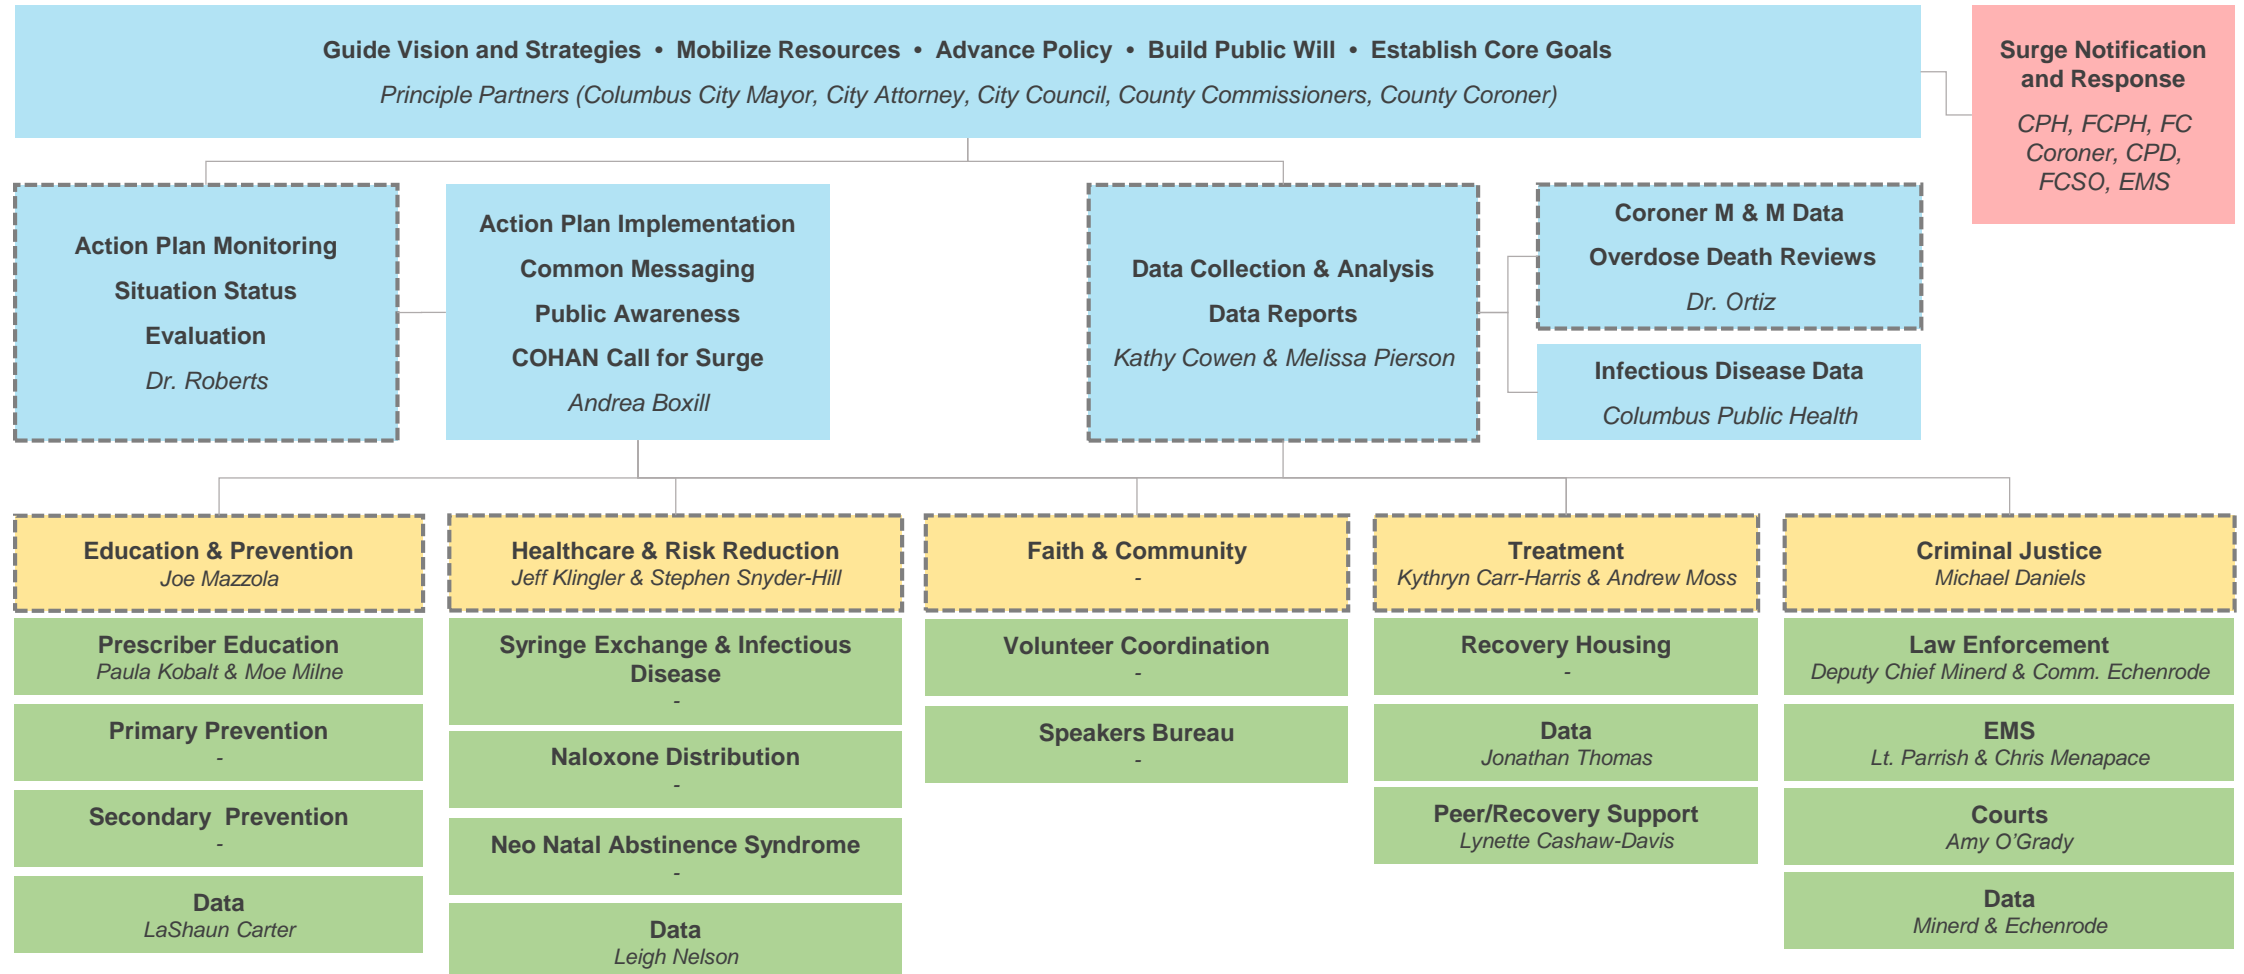 Guide Vision and Strategies • Mobilize Resources • Advance Policy • Build Public Will • Establish Core Goals
Principle Partners (Columbus City Mayor, City Attorney, City Council, County Commissioners, County Coroner)
Surge Notification
and Response
CPH, FCPH, FC
Coroner, CPD,
FCSO, EMS
Action Plan Monitoring
Situation Status
Evaluation
Dr. Roberts
Action Plan Implementation
Common Messaging
Public Awareness
COHAN Call for Surge
Andrea Boxill
Data Collection & Analysis
Data Reports
Kathy Cowen & Melissa Pierson
Coroner M & M Data
Overdose Death Reviews
Dr. Ortiz
Infectious Disease Data
Columbus Public Health
Education & Prevention
Joe Mazzola
Prescriber Education
Paula Kobalt & Moe Milne
Primary Prevention
-
Secondary  Prevention
-
Data
LaShaun Carter
Healthcare & Risk Reduction
Jeff Klingler & Stephen Snyder-Hill
Syringe Exchange & Infectious
Disease
-
Naloxone Distribution
-
Neo Natal Abstinence Syndrome
-
Data
Leigh Nelson
Faith & Community
-
Volunteer Coordination
-
Speakers Bureau
-
Treatment
Kythryn Carr-Harris & Andrew Moss
Recovery Housing
-
Data
Jonathan Thomas
Peer/Recovery Support
Lynette Cashaw-Davis
Criminal Justice
Michael Daniels
Law Enforcement
Deputy Chief Minerd & Comm. Echenrode
EMS
Lt. Parrish & Chris Menapace
Courts
Amy O’Grady
Data
Minerd & Echenrode